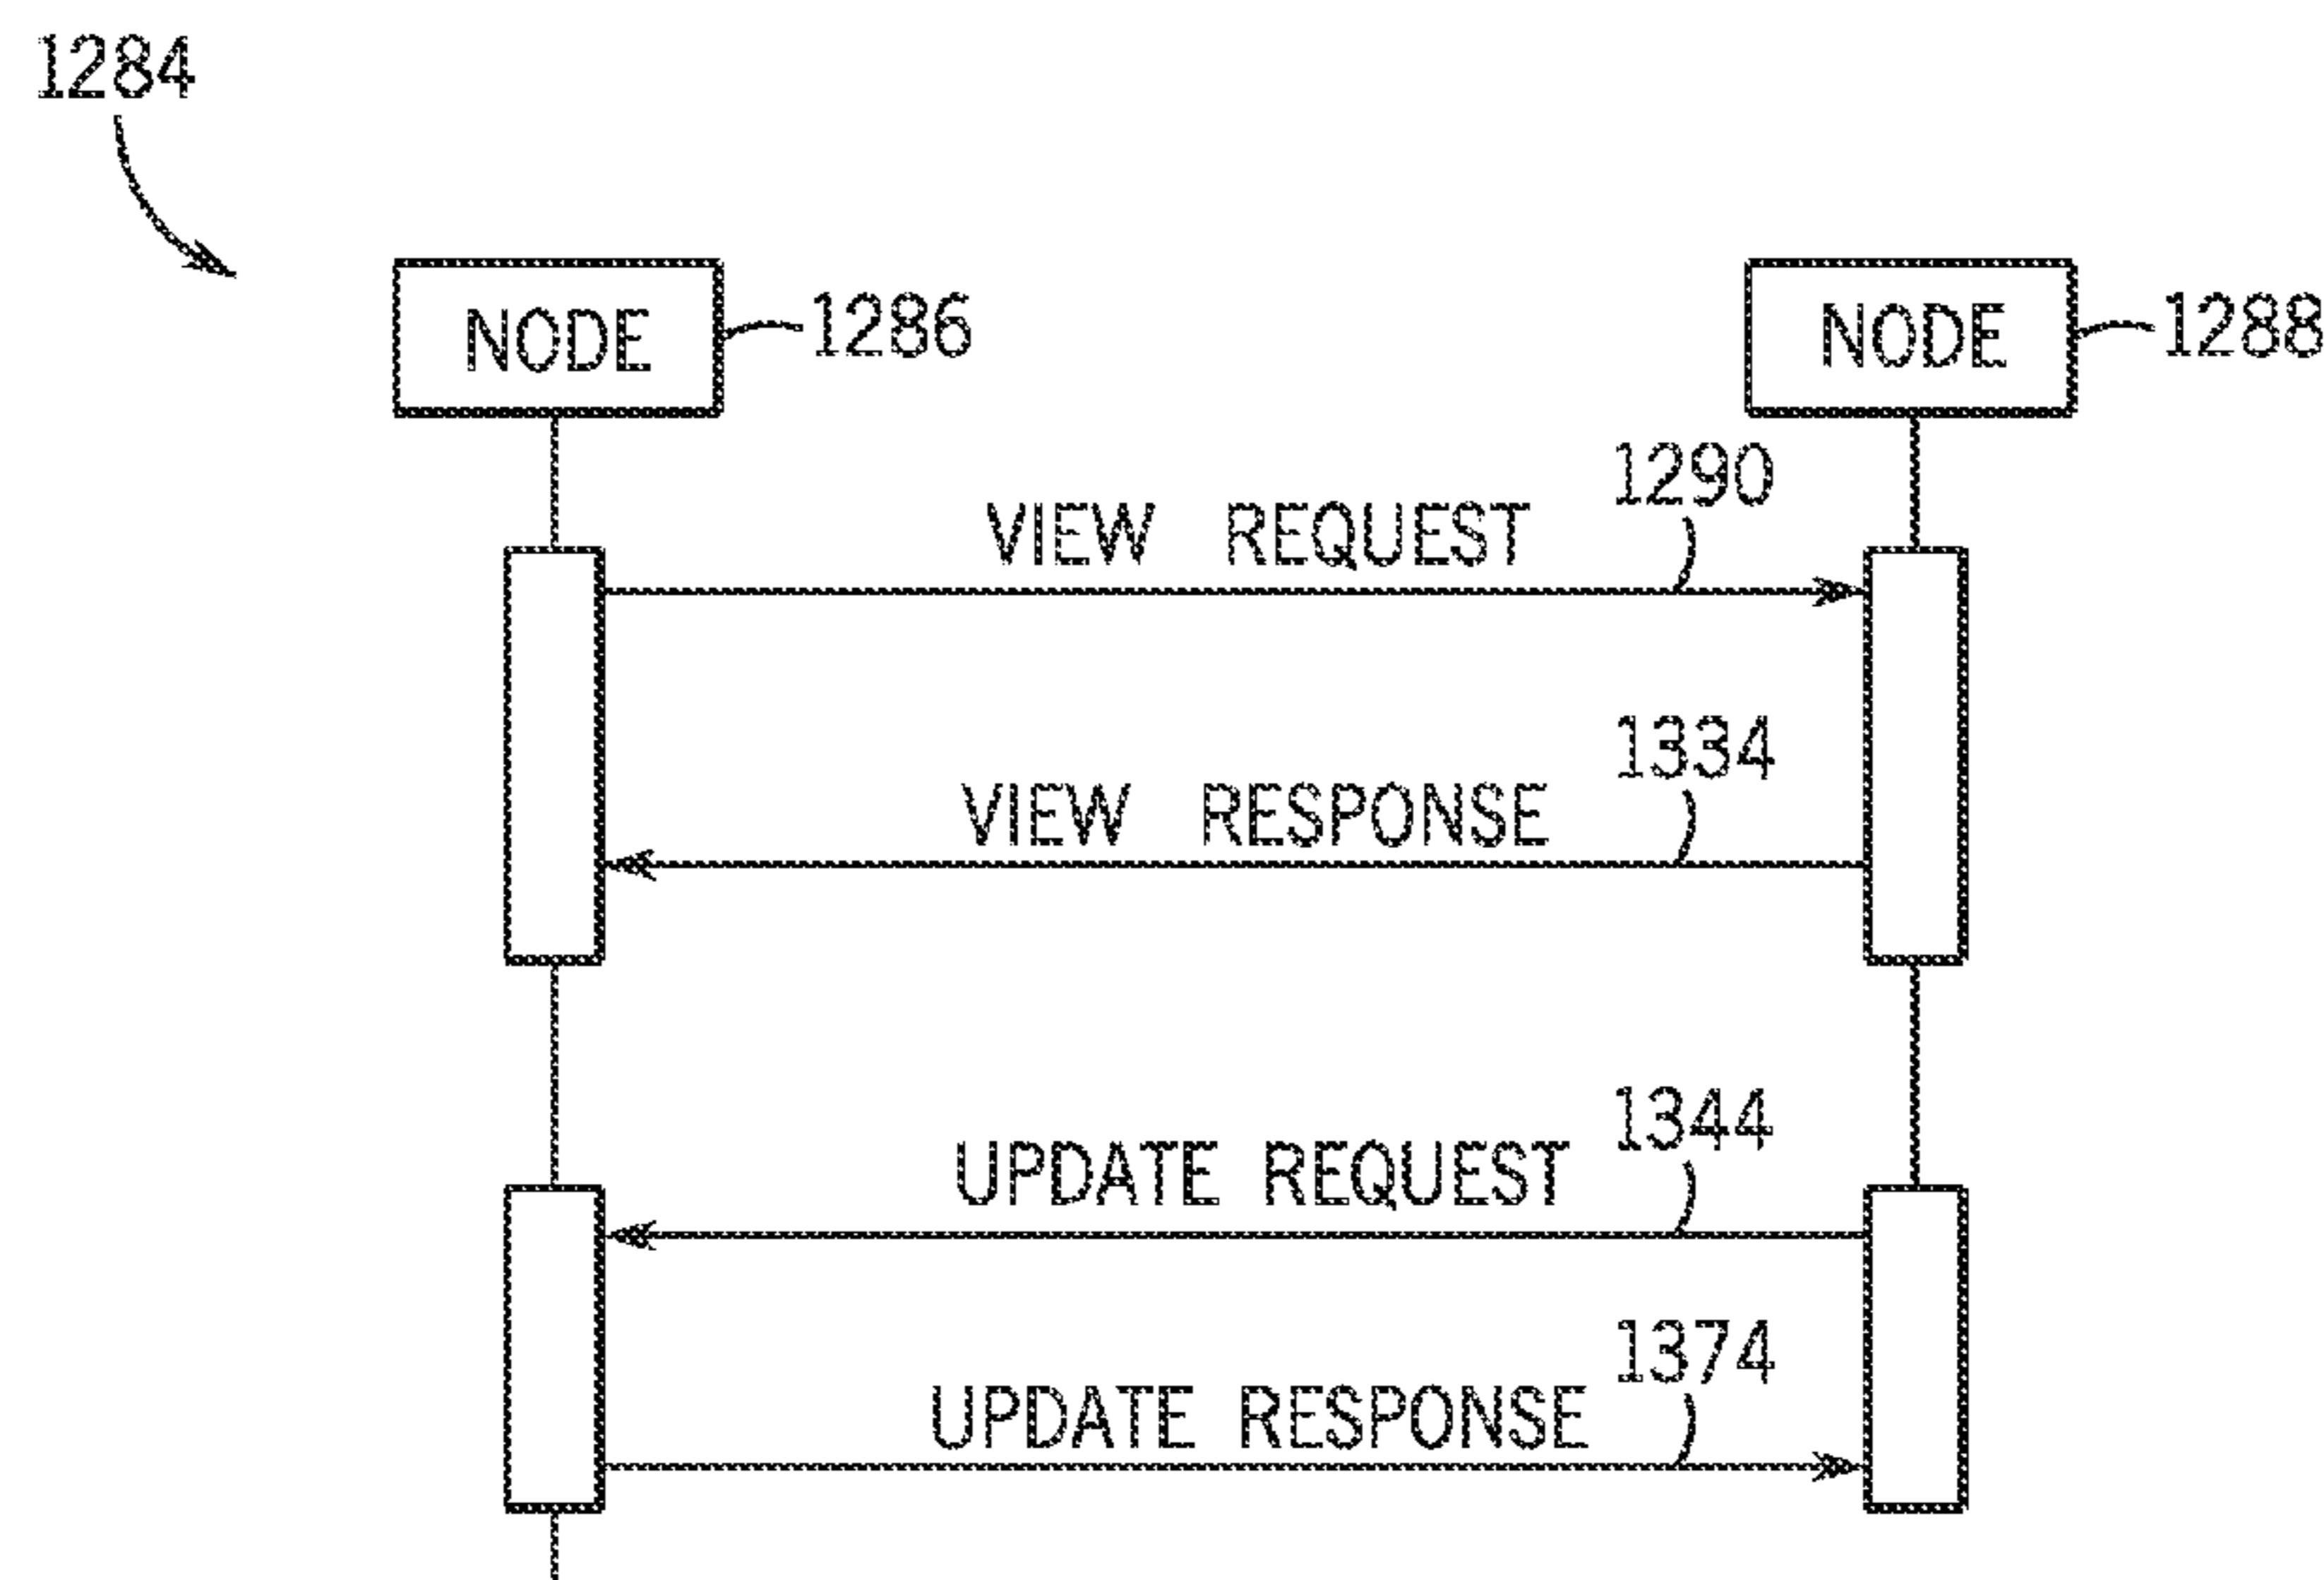 1284
NODE 1286 NODE 1288
1290
VIEW REQUEST
1334
VIEW RESPONSE
1344
UPDATE REQUEST
1374
UPDATE RESPONSE